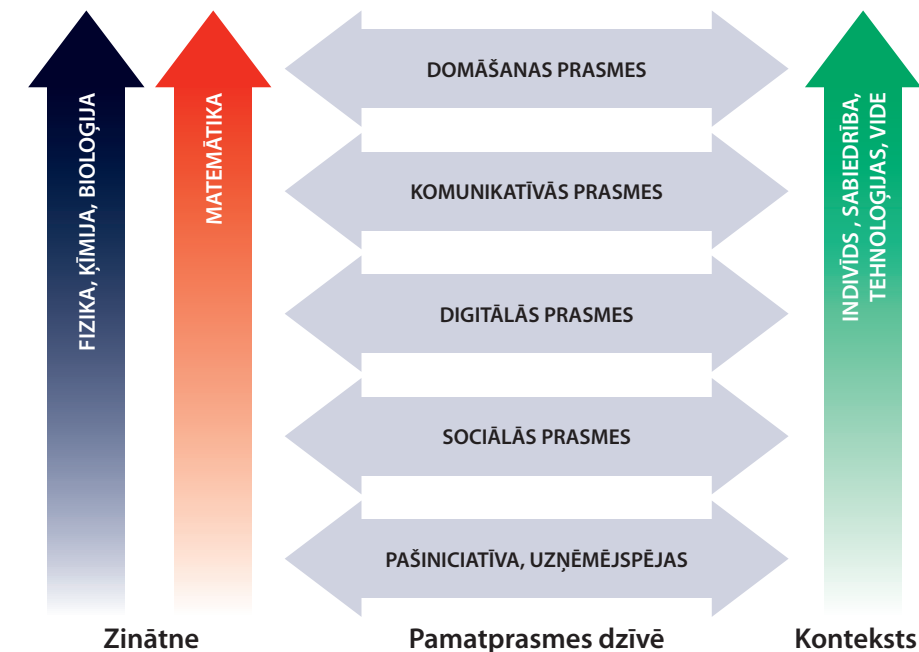 FIZIKA, ĶĪMIJA, BIOLOĢIJA
MATEMĀTIKA
DOMĀŠANAS PRASMES
KOMUNIKATĪVĀS PRASMES
DIGITĀLĀS PRASMES
SOCIĀLĀS PRASMES
PAŠINICIATĪVA, UZŅĒMĒJSPĒJAS
INDIVĪDS , SABIEDRĪBA,
TEHNOLOĢIJAS, VIDE
Zinātne
Pamatprasmes dzīvē
Konteksts